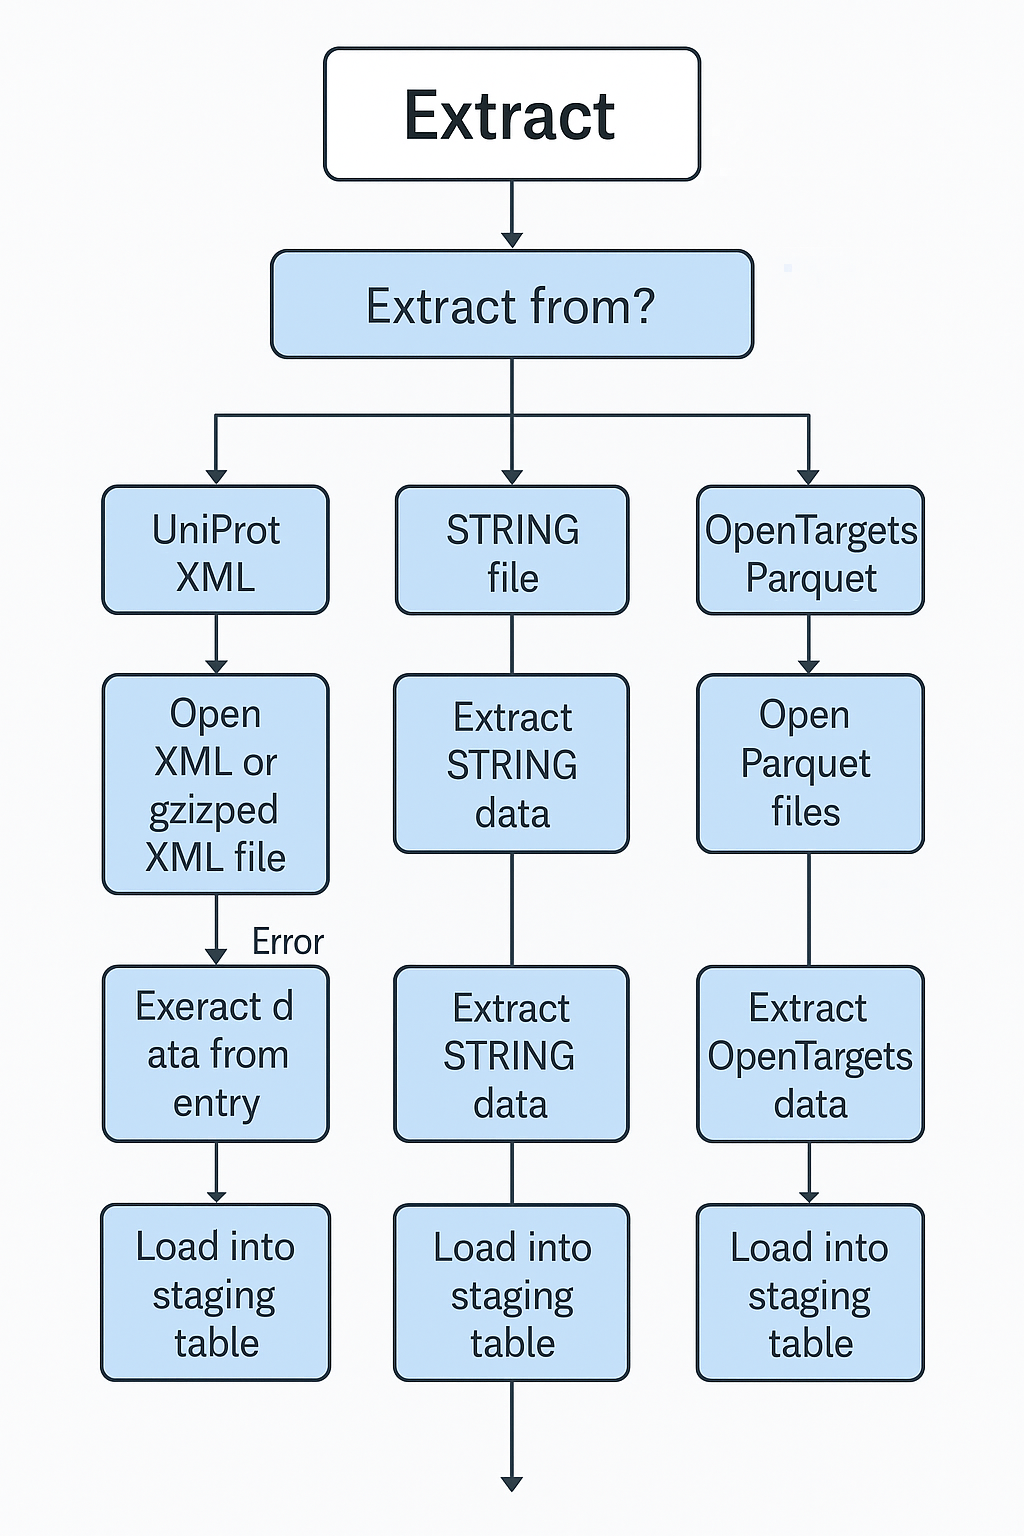 Extract
Extract from?
UniProt
XML
STRING
file
OpenTargets
Parquet
Open
XML or
gzizped
XML file
Extract
STRING
data
Open
Parquet
files
Error
Exeract d
ata from
entry
Extract
STRING
data
Extract
OpenTargets
data
Load into
staging
table
Load into
staging
table
Load into
staging
table